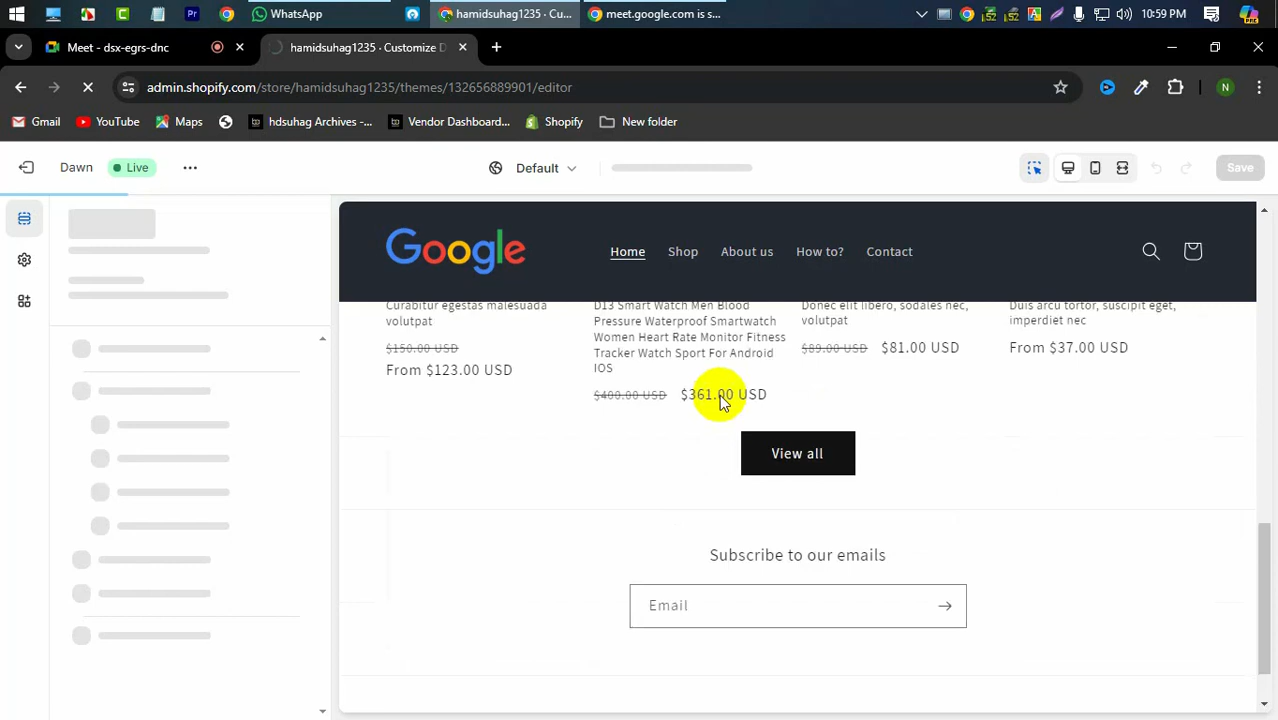 WhatsApp
hamidsuhag1235 · Cu...
meet.google.com is s...
10:59 PM
Meet - dsx-egrs-dnc
hamidsuhag1235 · Customize D
admin.shopify.com/store/hamidsuhag1235/themes/132656889901/editor
N
Gmail
YouTube
Maps
hdsuhag Archives -...
Vendor Dashboard...
Shopify
New folder
Dawn
Live
Default
Save
Google
Home
Shop
About us
How to?
Contact
Curabitur egestas malesuada
volutpat
$150.00 USD
From $123.00 USD
D13 Smart Watch Men Blood
Pressure Waterproof Smartwatch
Women Heart Rate Monitor Fitness
Tracker Watch Sport For Android
IOS
$400.00 USD $361.00 USD
Donec elit libero, sodales nec,
volutpat
$89.00 USD $81.00 USD
Duis arcu tortor, suscipit eget,
imperdiet nec
From $37.00 USD
View all
Subscribe to our emails
Email